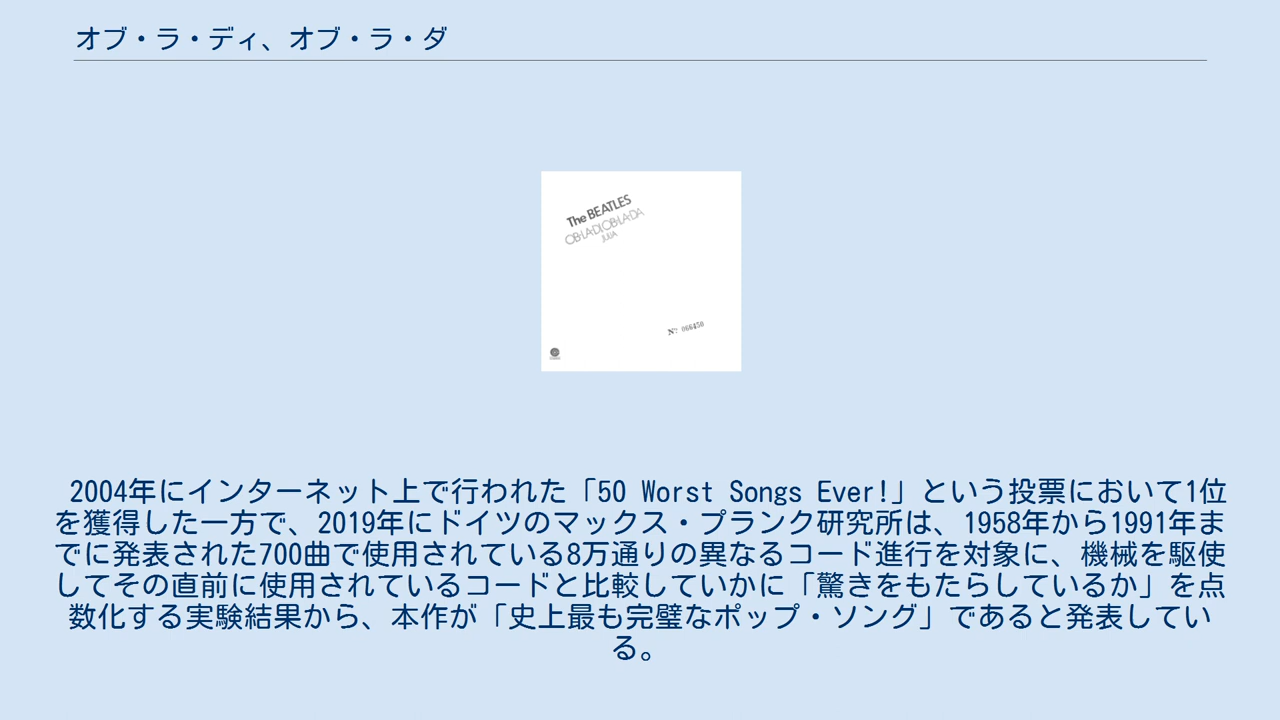 オブ・ラ・ディ、オブ・ラ・ダ
The BEATLES
OB-LA-DI,OB-LA-DA
JULIA
Nº 066450
2004年にインターネット上で行われた「50 Worst Songs Ever!」という投票において1位
を獲得した一方で、2019年にドイツのマックス・プランク研究所は、1958年から1991年ま
でに発表された700曲で使用されている8万通りの異なるコード進行を対象に、機械を駆使
してその直前に使用されているコードと比較していかに「驚きをもたらしているか」を点
数化する実験結果から、本作が「史上最も完璧なポップ・ソング」であると発表してい
る。